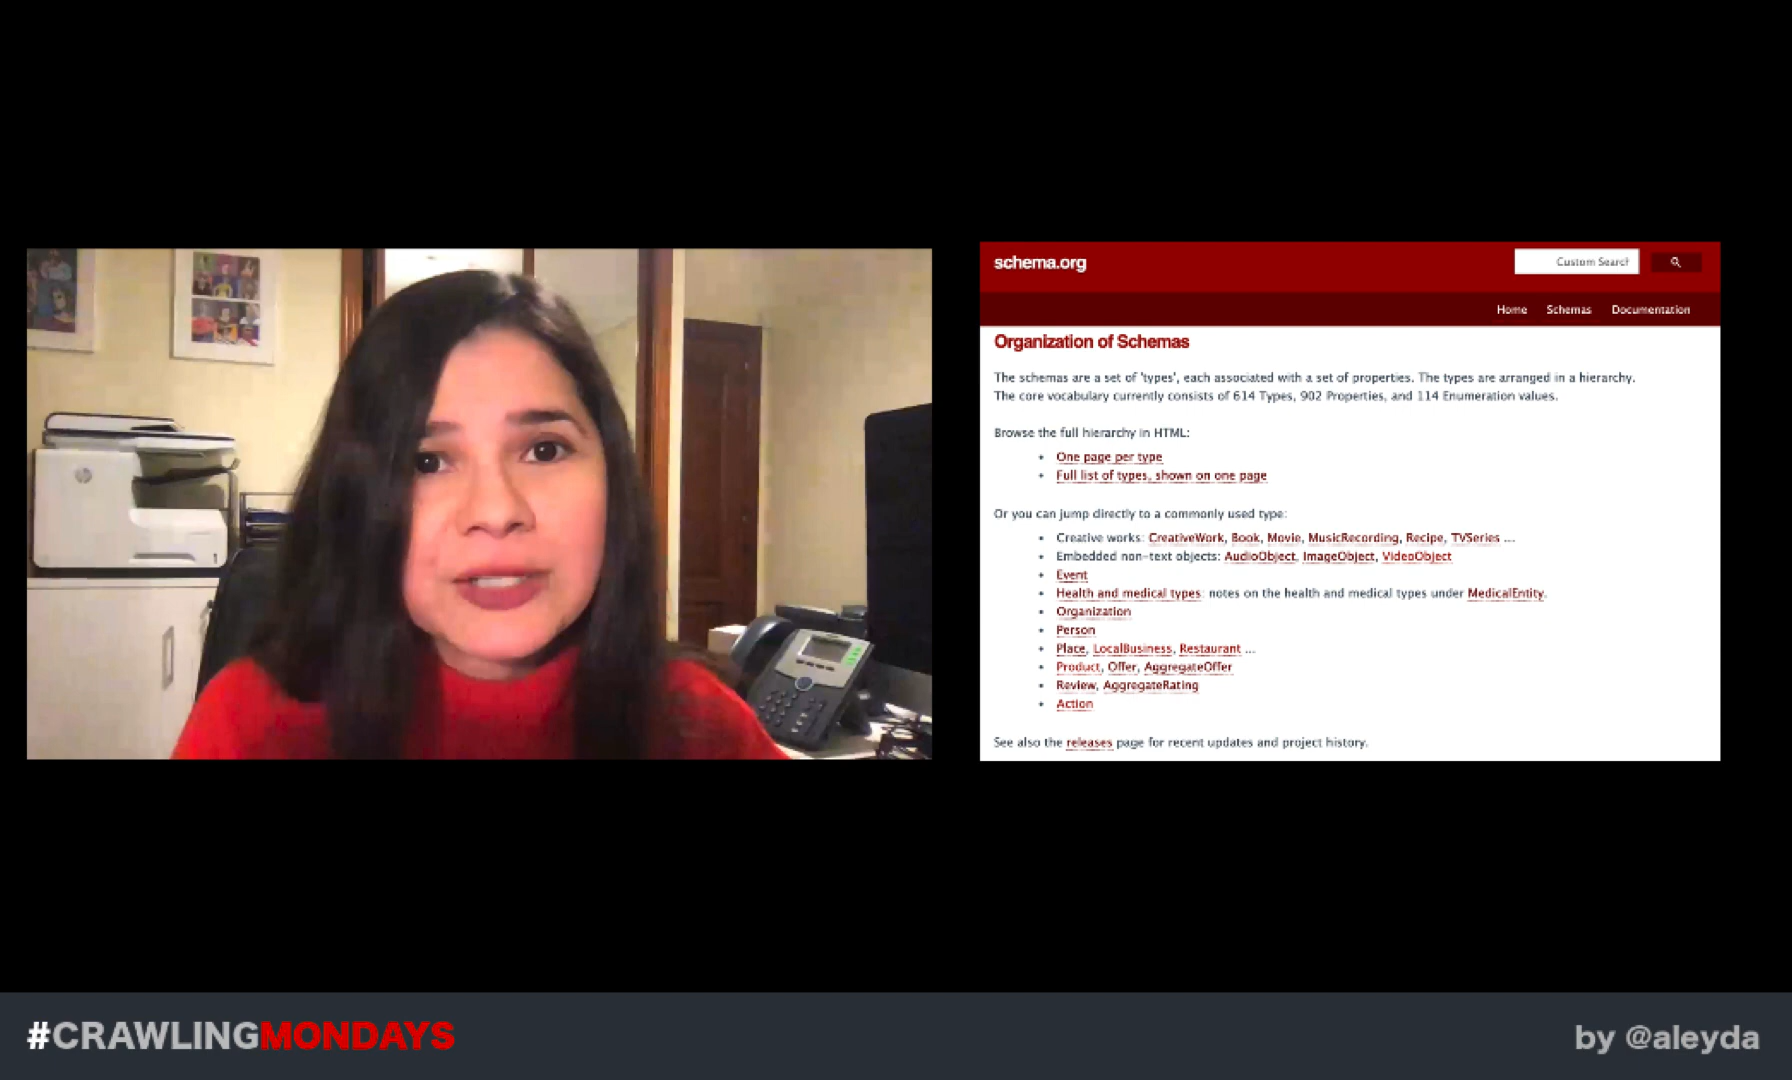 schema.org
Custom Search
Home Schemas Documentation
Organization of Schemas
The schemas are a set of 'types', each associated with a set of properties. The types are arranged in a hierarchy.
The core vocabulary currently consists of 614 Types, 902 Properties, and 114 Enumeration values.
Browse the full hierarchy in HTML:
• One page per type
• Full list of types, shown on one page
Or you can jump directly to a commonly used type:
• Creative works: CreativeWork, Book, Movie, MusicRecording, Recipe, TVSeries ...
• Embedded non-text objects: AudioObject, ImageObject, VideoObject
• Event
• Health and medical types: notes on the health and medical types under MedicalEntity.
• Organization
• Person
• Place, LocalBusiness, Restaurant ...
• Product, Offer, AggregateOffer
• Review, AggregateRating
• Action
See also the releases page for recent updates and project history.
#CRAWLINGMONDAYS
by @aleyda